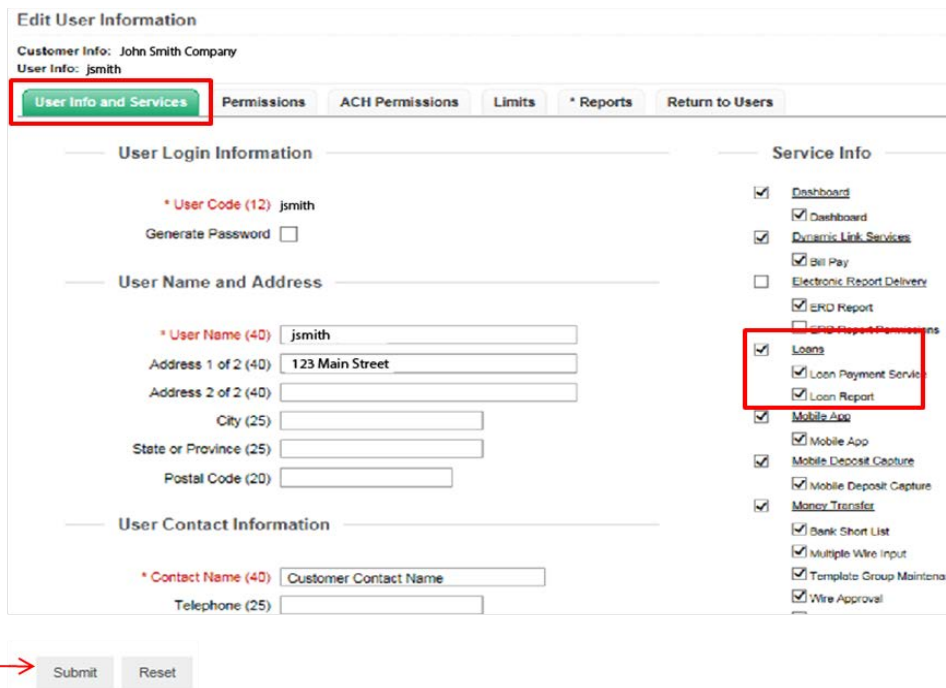 Edit User Information
Customer Info: John Smith Company
User Info: jsmith
User Info and Services Permissions ACH Permissions Limits * Reports Return to Users
User Login Information
* User Code (12) jsmith
Generate Password
User Name and Address
* User Name (40) jsmith
Address 1 of 2 (40) 123 Main Street
Address 2 of 2 (40)
City (25)
State or Province (25)
Postal Code (20)
User Contact Information
* Contact Name (40) Customer Contact Name
Telephone (25)
Service Info
Dashboard
Dashboard
Dynamic Link Services
Bill Pay
Electronic Report Delivery
ERD Report
ERD Report Permissions
Loans
Loan Payment Service
Loan Report
Mobile App
Mobile App
Mobile Deposit Capture
Mobile Deposit Capture
Money Transfer
Bank Short List
Multiple Wire Input
Template Group Maintena
Wire Approval
Submit Reset